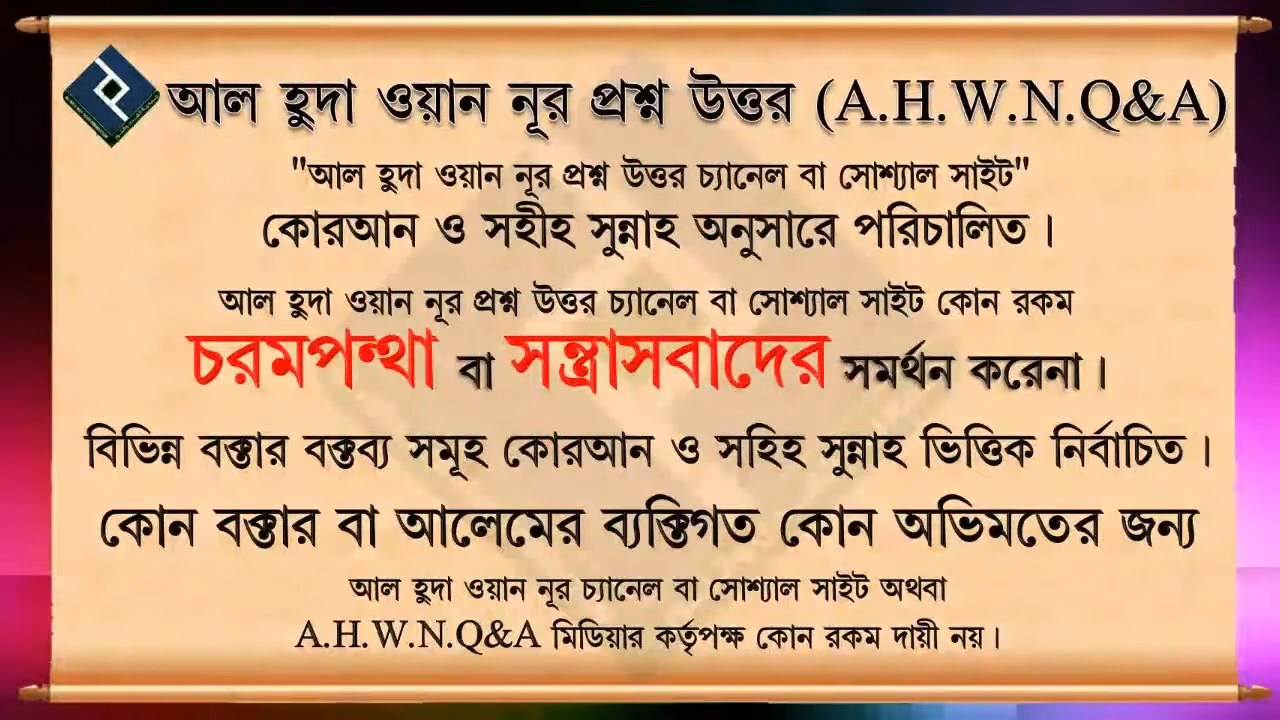 আল হুদা ওয়ান নূর প্রশ্ন উত্তর (A.H.W.N.Q&A)
"আল হুদা ওয়ান নূর প্রশ্ন উত্তর চ্যানেল বা সোশ্যাল সাইট"
কোরআন ও সহীহ সুন্নাহ অনুসারে পরিচালিত।
আল হুদা ওয়ান নূর প্রশ্ন উত্তর চ্যানেল বা সোশ্যাল সাইট কোন রকম
চরমপন্থা বা সন্ত্রাসবাদের সমর্থন করেনা।
বিভিন্ন বক্তার বক্তব্য সমূহ কোরআন ও সহিহ সুন্নাহ ভিত্তিক নির্বাচিত।
কোন বক্তার বা আলেমের ব্যক্তিগত কোন অভিমতের জন্য
আল হুদা ওয়ান নূর চ্যানেল বা সোশ্যাল সাইট অথবা
A.H.W.N.Q&A মিডিয়ার কর্তৃপক্ষ কোন রকম দায়ী নয়।